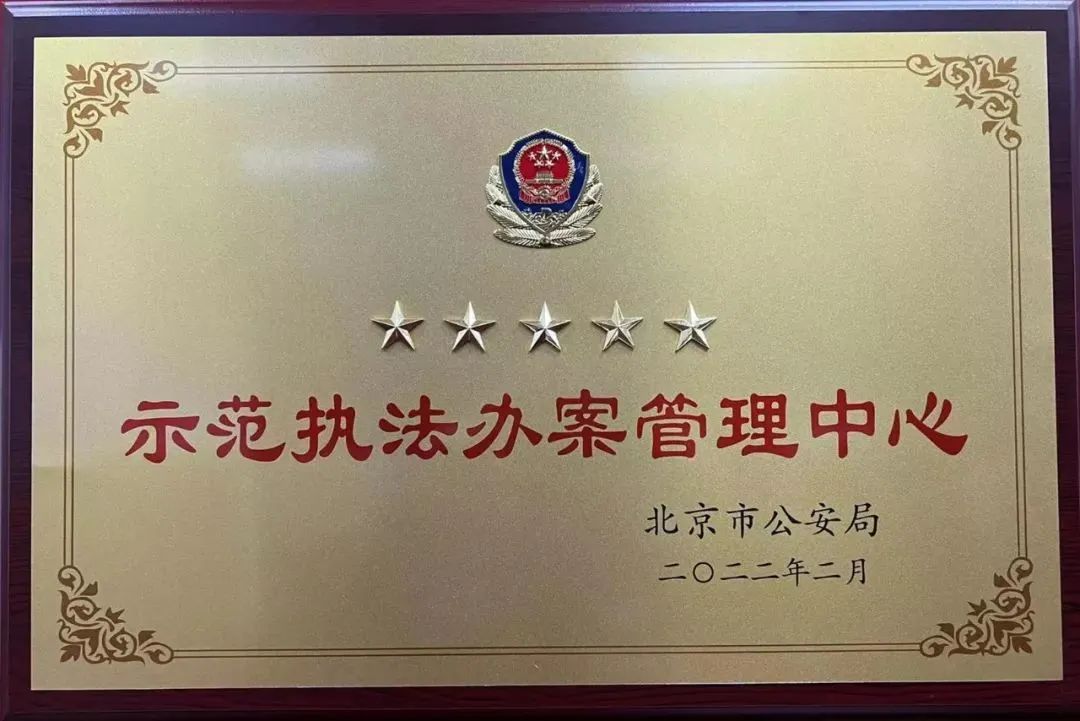 示范执法办案管理中心
北京市公安局
二〇二二年二月